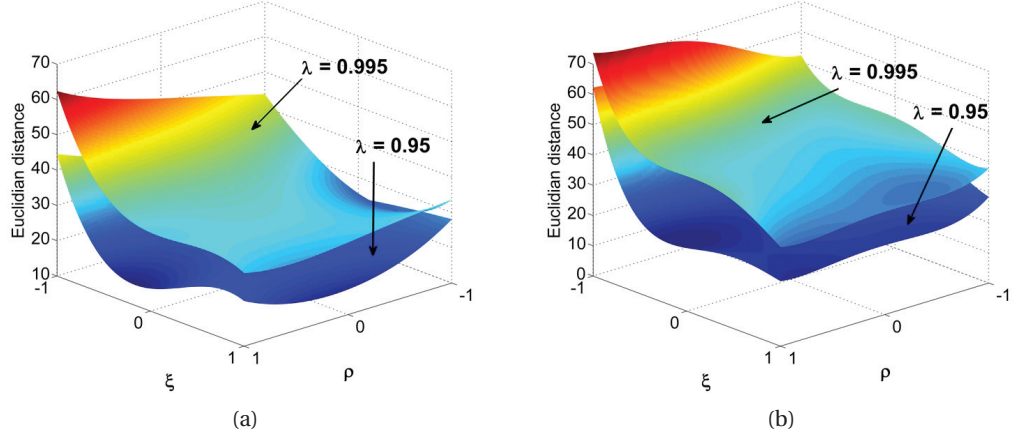 70
60
50
40
30
20
10
Euclidian distance
λ = 0.995
λ = 0.95
-1
0
1
ξ
1
0
-1
ρ
(a)
70
60
50
40
30
20
10
0
Euclidian distance
λ = 0.995
λ = 0.95
-1
0
1
ξ
1
0
-1
ρ
(b)